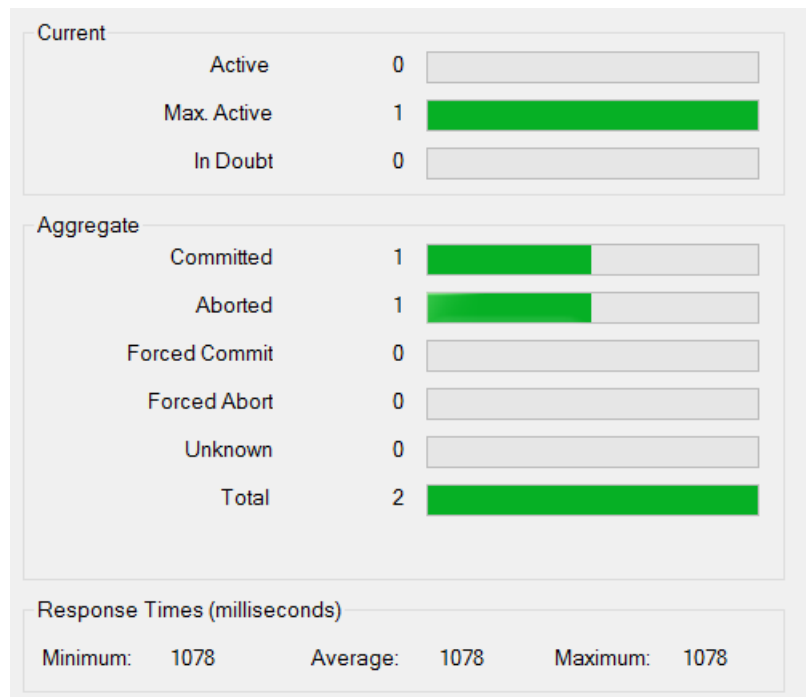 Current
Active 0
Max. Active 1
In Doubt 0
Aggregate
Committed 1
Aborted 1
Forced Commit 0
Forced Abort 0
Unknown 0
Total 2
Response Times (milliseconds)
Minimum: 1078 Average: 1078 Maximum: 1078